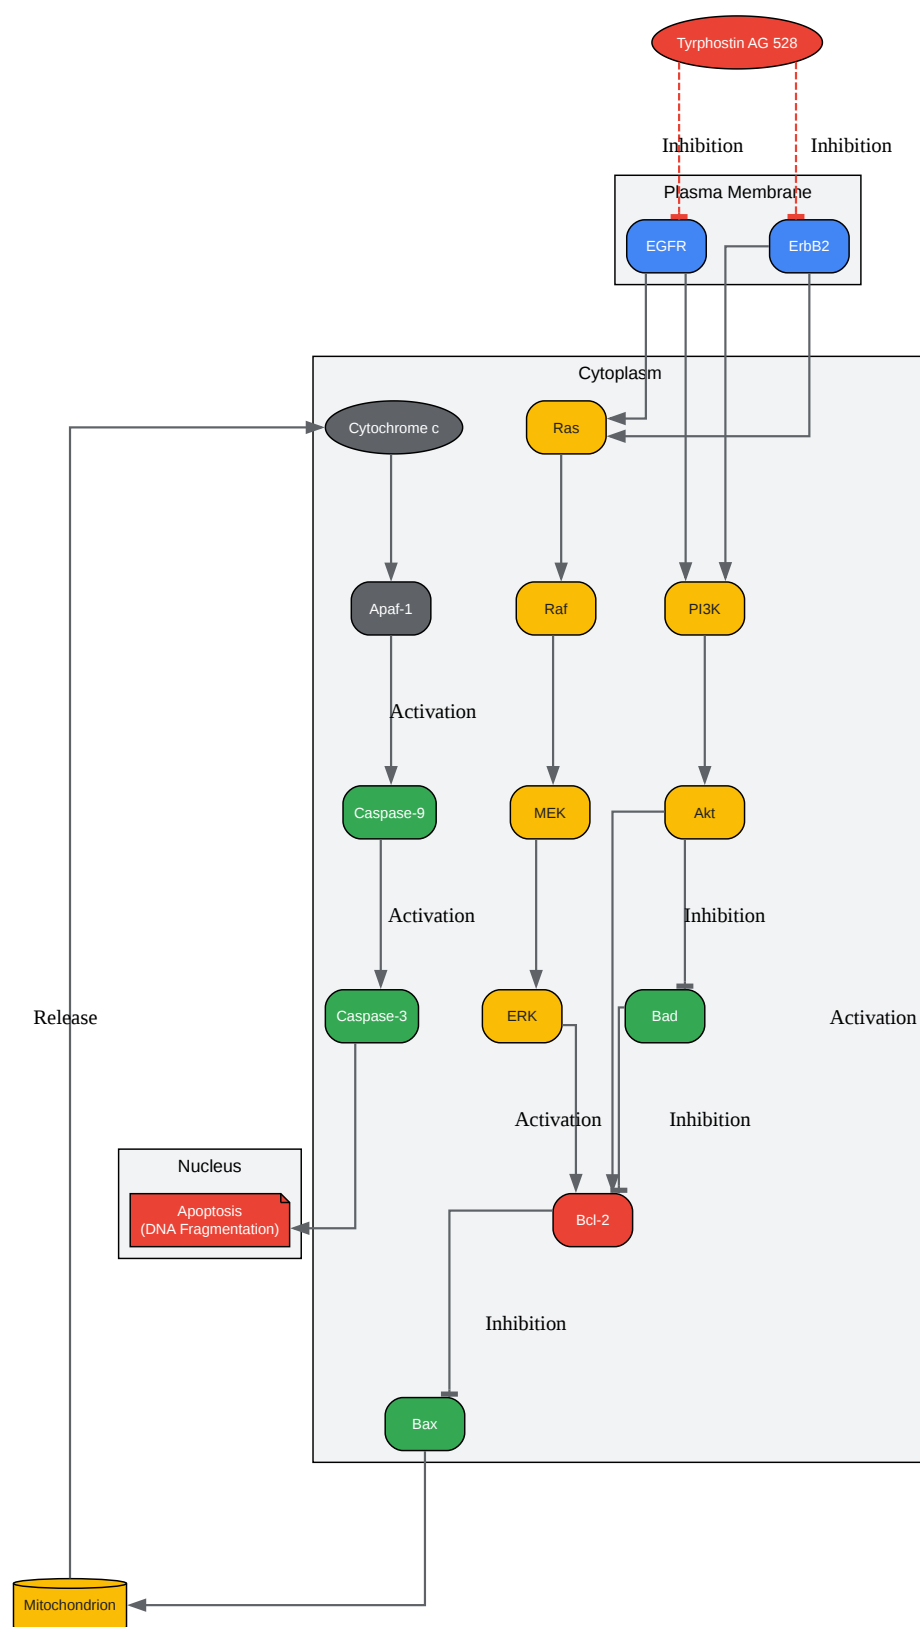 Tyrphostin AG 528
Inhibition
Inhibition
Plasma Membrane
EGFR
ErbB2
Cytoplasm
Cytochrome c
Ras
Apaf-1
Raf
PI3K
Activation
Caspase-9
MEK
Akt
Activation
Inhibition
Caspase-3
ERK
Bad
Release
Activation
Activation
Inhibition
Nucleus
Apoptosis
(DNA Fragmentation)
Bcl-2
Inhibition
Bax
Mitochondrion